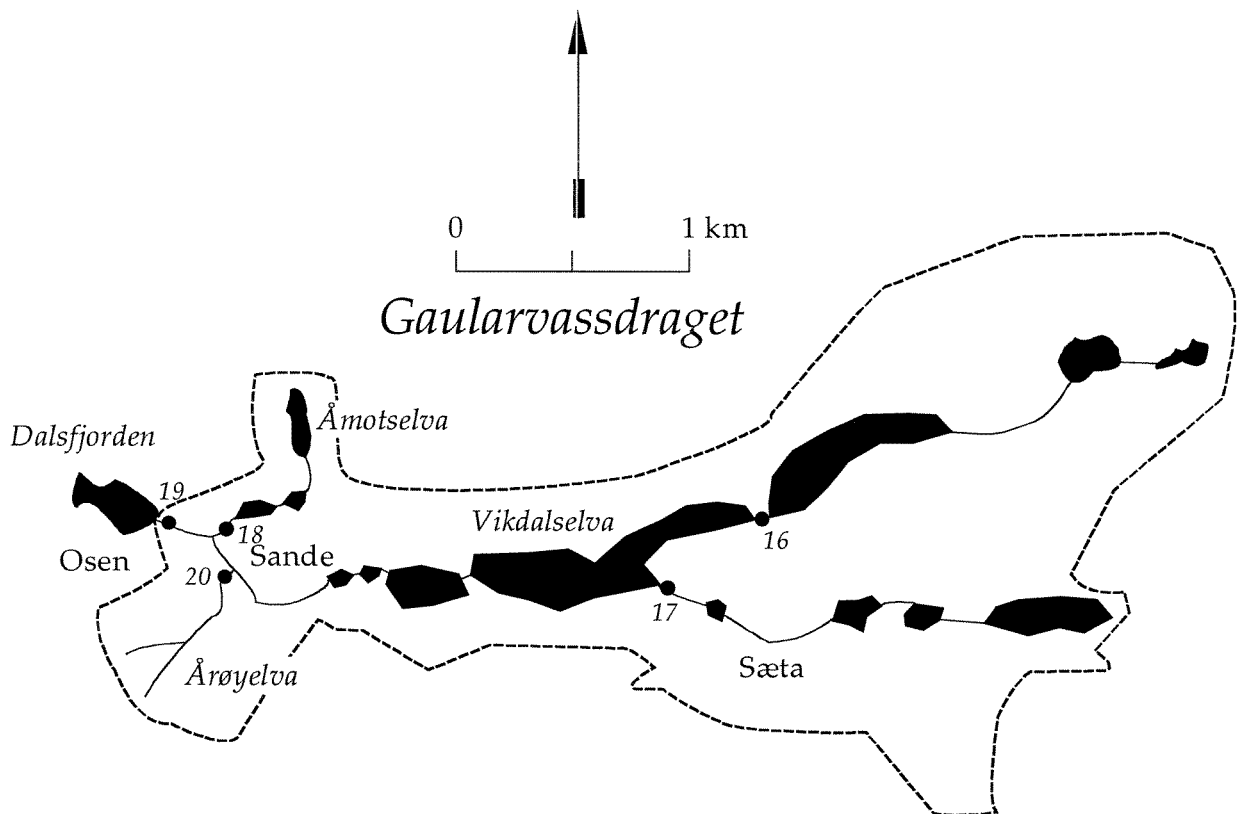 0 1 km
Gaularvassdraget
Åmotselva
Dalsfjorden
19
Vikdalselva
18
16
Sande
Osen
20
17
Sæta
Årøyelva